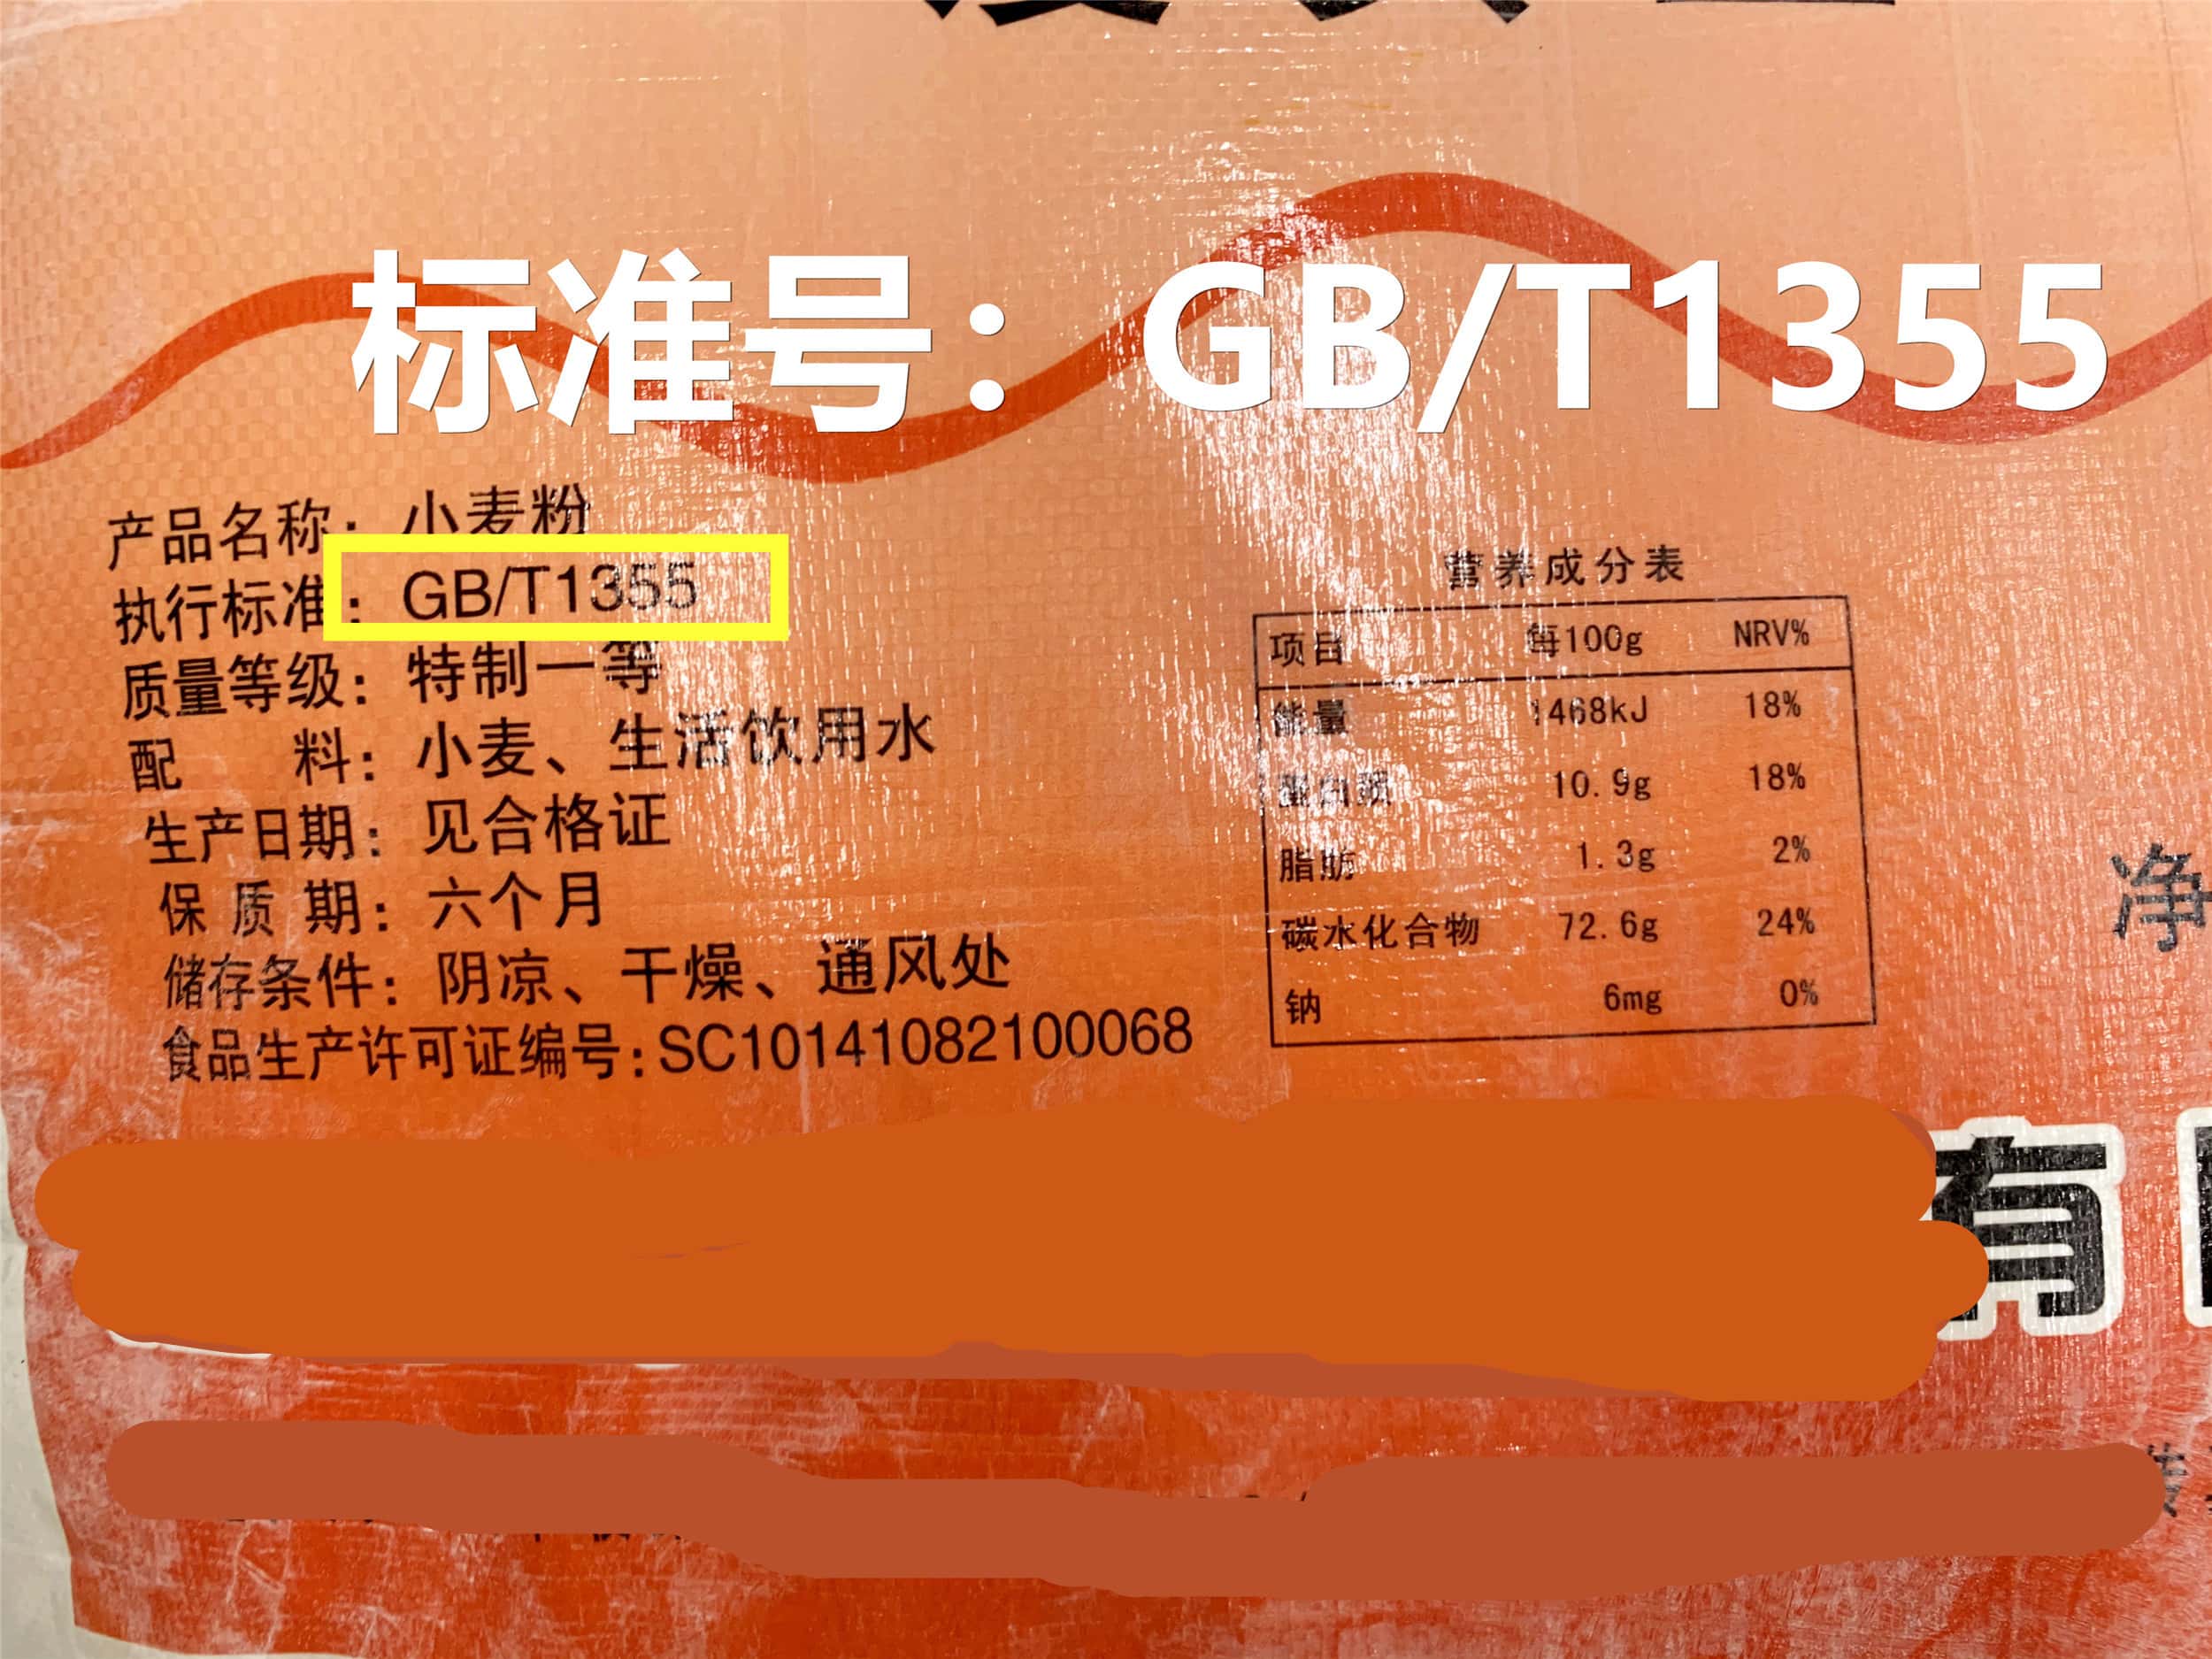 标准号：GB/T1355
产品名称：小麦粉
执行标准：GB/T1355
质量等级：特制一等
配 料：小麦、生活饮用水
生产日期：见合格证
保 质 期：六个月
储存条件：阴凉、干燥、通风处
食品生产许可证编号：SC10141082100068
营养成分表
项目 每100g NRV%
能量 1468kJ 18%
蛋白质 10.9g 18%
脂肪 1.3g 2%
碳水化合物 72.6g 24%
钠 6mg 0%
净
有